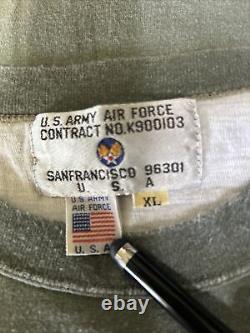 U.S. ARMY AIR FORCE
CONTRACT NO.K900103
SANFRANCISCO 96301
U S A
U.S. ARMY
AIR FORCE
XL
U.S.A